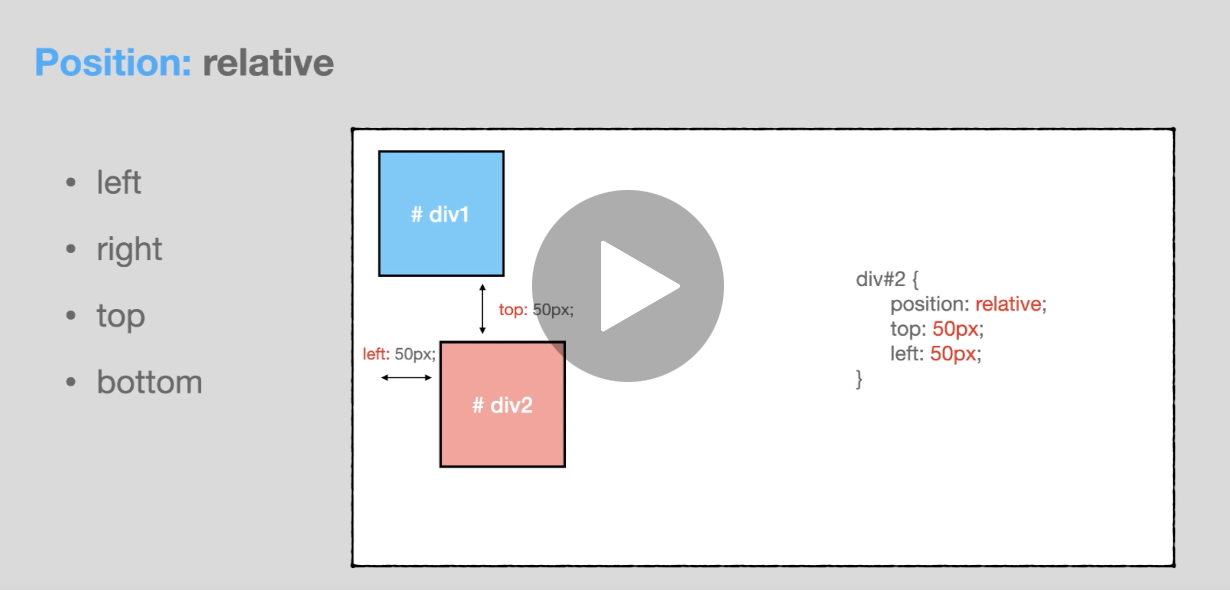 Position: relative
• left
• right
• top
• bottom
# div1
top: 50px;
left: 50px;
# div2
div#2 {
position: relative;
top: 50px;
left: 50px;
}